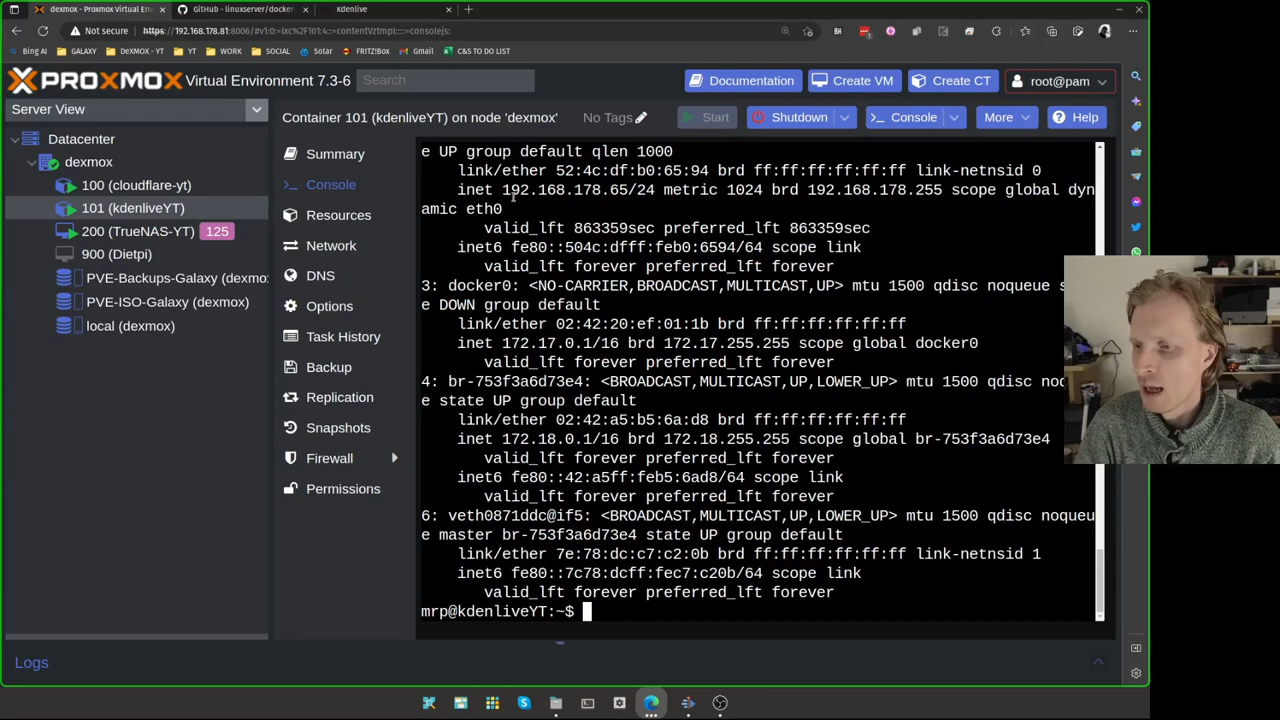 dexmox - Proxmox Virtual Env
GitHub - linuxserver/docker
Kdenlive
https://192.168.178.81:8006/#v1:0:=lxc%2F101:4::=contentVztmpl::::=consolejs:
Bing AI
GALAXY
DEXMOX - YT
YT
WORK
SOCIAL
Solar
FRITZ!Box
Gmail
C&S TO DLS
PROXMOX Virtual Environment 7.3-6
Search
Documentation
Create VM
Create CT
root@pam
Server View
Container 101 (kdenliveYT) on node 'dexmox'
No Tags
Start
Shutdown
Console
More
Help
Datacenter
dexmox
100 (cloudflare-yt)
101 (kdenliveYT)
200 (TrueNAS-YT) 125
900 (Dietpi)
PVE-Backups-Galaxy (dexmo
PVE-ISO-Galaxy (dexmox)
local (dexmox)
Summary
Console
Resources
Network
DNS
Options
Task History
Backup
Replication
Snapshots
Firewall
Permissions
e UP group default qlen 1000
link/ether 52:4c:df:b0:65:94 brd ff:ff:ff:ff:ff:ff link-netnsid 0
inet 192.168.178.65/24 metric 1024 brd 192.168.178.255 scope global dyn
amic eth0
valid_lft 863359sec preferred_lft 863359sec
inet6 fe80::504c:dfff:feb0:6594/64 scope link
valid_lft forever preferred_lft forever
3: docker0: <NO-CARRIER,BROADCAST,MULTICAST,UP> mtu 1500 qdisc noqueue s
e DOWN group default
link/ether 02:42:20:ef:01:1b brd ff:ff:ff:ff:ff:ff
inet 172.17.0.1/16 brd 172.17.255.255 scope global docker0
valid_lft forever preferred_lft forever
4: br-753f3a6d73e4: <BROADCAST,MULTICAST,UP,LOWER_UP> mtu 1500 qdisc noq
e state UP group default
link/ether 02:42:a5:b5:6a:d8 brd ff:ff:ff:ff:ff:ff
inet 172.18.0.1/16 brd 172.18.255.255 scope global br-753f3a6d73e4
valid_lft forever preferred_lft forever
inet6 fe80::42:a5ff:feb5:6ad8/64 scope link
valid_lft forever preferred_lft forever
6: veth0871ddc@if5: <BROADCAST,MULTICAST,UP,LOWER_UP> mtu 1500 qdisc noqueu
e master br-753f3a6d73e4 state UP group default
link/ether 7e:78:dc:c7:c2:0b brd ff:ff:ff:ff:ff:ff link-netnsid 1
inet6 fe80::7c78:dcff:fec7:c20b/64 scope link
valid_lft forever preferred_lft forever
mrp@kdenliveYT:~$
Logs